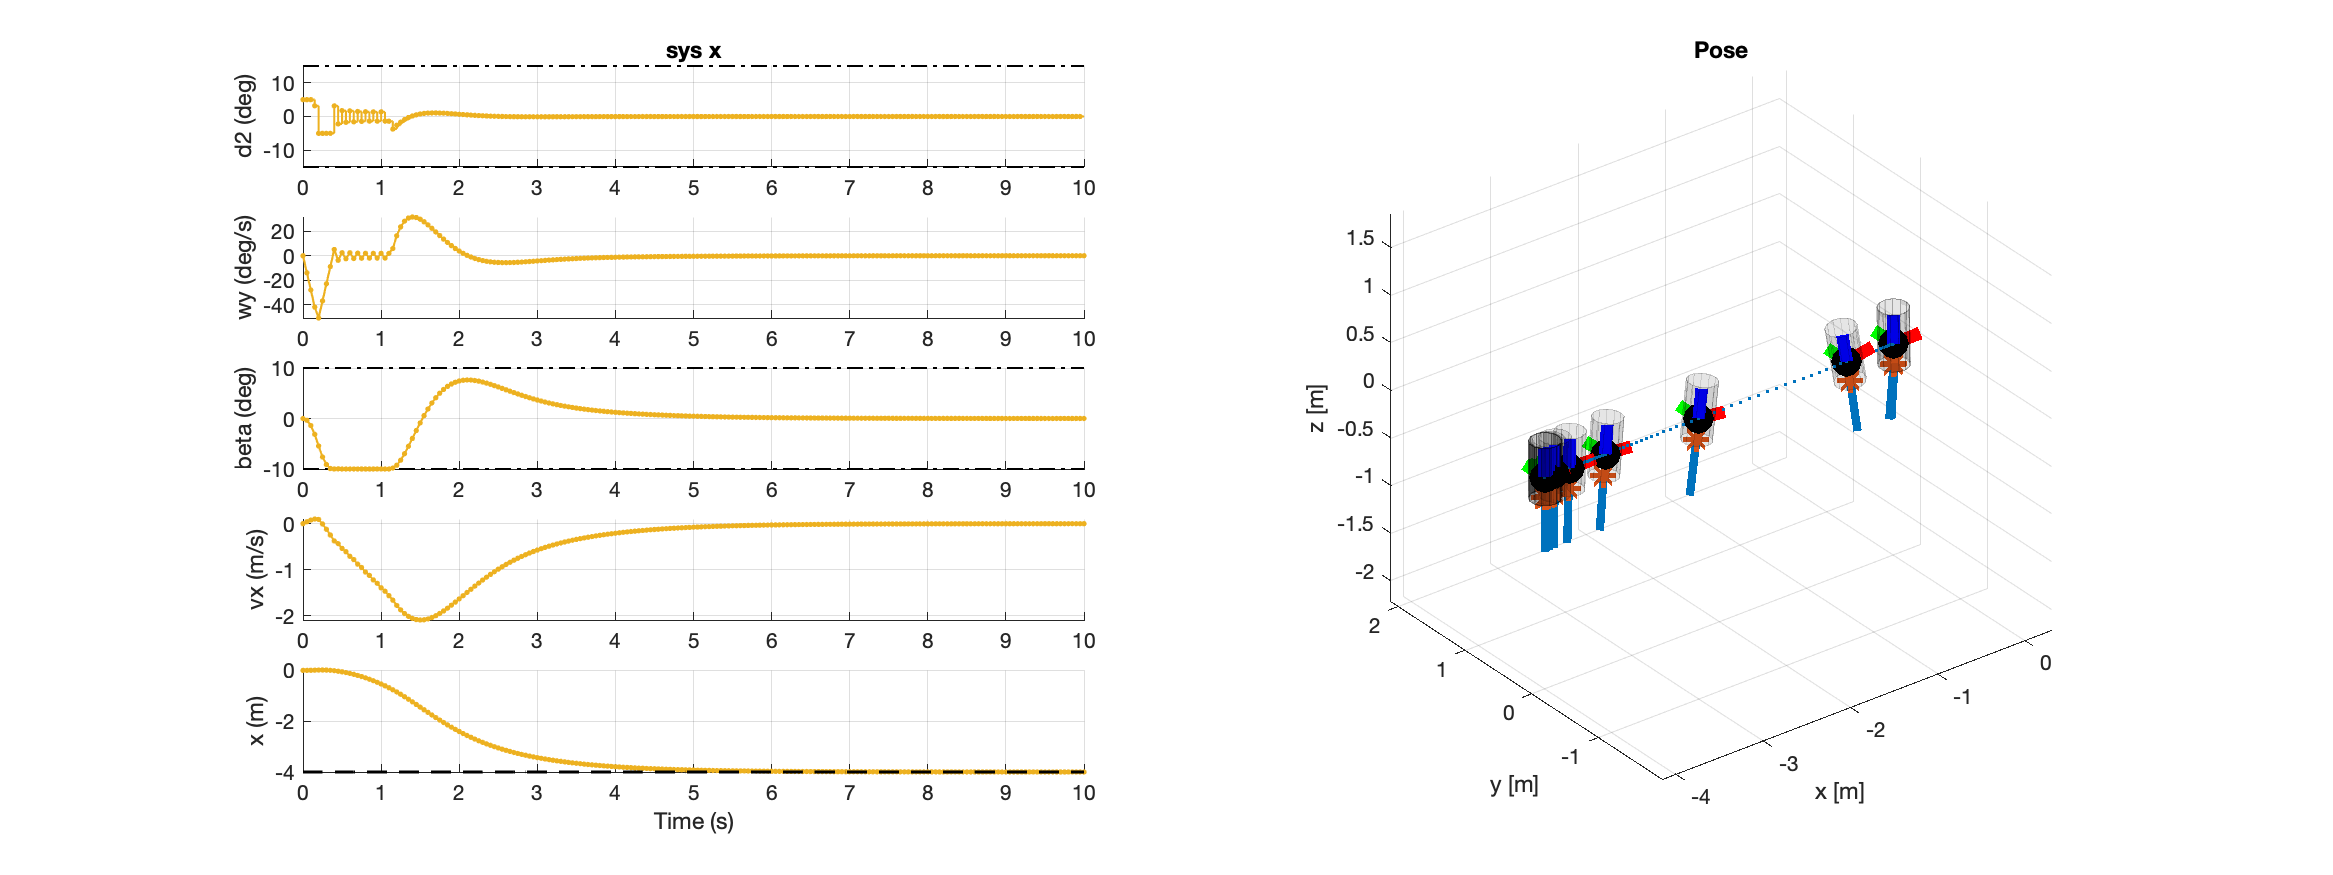 sys x
d2 (deg)
10
0
-10
0 1 2 3 4 5 6 7 8 9 10
wy (deg/s)
20
0
-20
-40
0 1 2 3 4 5 6 7 8 9 10
beta (deg)
10
0
-10
0 1 2 3 4 5 6 7 8 9 10
vx (m/s)
0
-1
-2
0 1 2 3 4 5 6 7 8 9 10
x (m)
0
-2
-4
0 1 2 3 4 5 6 7 8 9 10
Time (s)
Pose
z [m]
1.5
1
0.5
0
-0.5
-1
-1.5
-2
2
1
0
-1
y [m]
-4
-3
-2
-1
0
x [m]